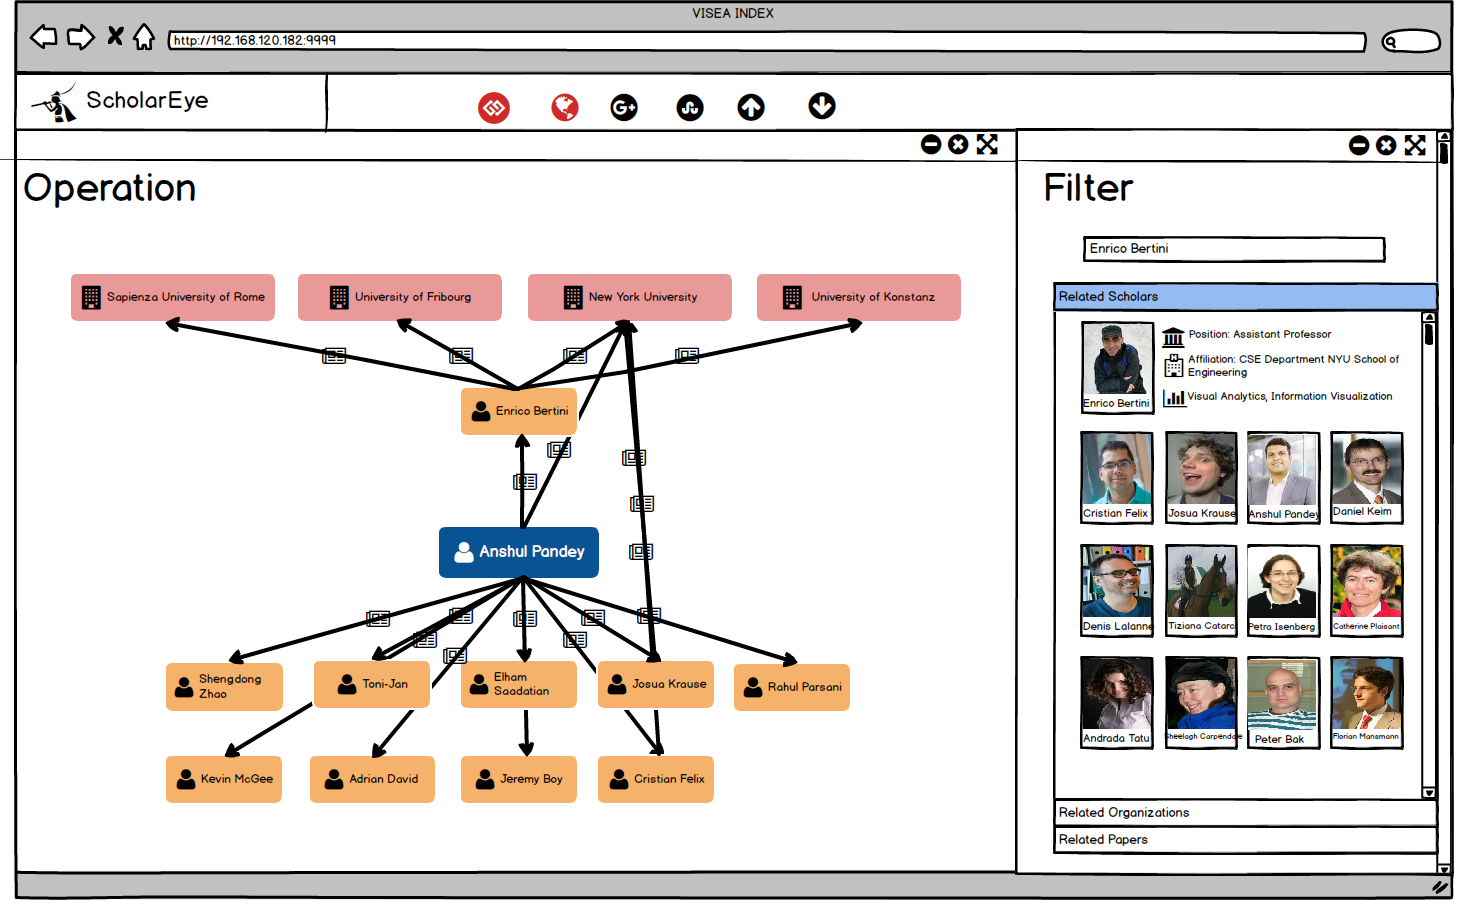 VISEA INDEX
http://192.168.120.182:9999
ScholarEye
Operation
Sapienza University of Rome
University of Fribourg
New York University
University of Konstanz
Enrico Bertini
Anshul Pandey
Shengdong
Zhao
Toni-Jan
Elham
Saadatian
Josua Krause
Rahul Parsani
Kevin McGee
Adrian David
Jeremy Boy
Cristian Felix
Filter
Enrico Bertini
Related Scholars
Enrico Bertini
Position: Assistant Professor
Affiliation: CSE Department NYU School of
Engineering
Visual Analytics, Information Visualization
Cristian Felix
Josua Krause
Anshul Pandey
Daniel Keim
Denis Lalanne
Tiziana Catarc
Petra Isenberg
Catherine Plaisant
Andrada Tatu
Sheelagh Carpendale
Peter Bak
Florian Mansmann
Related Organizations
Related Papers